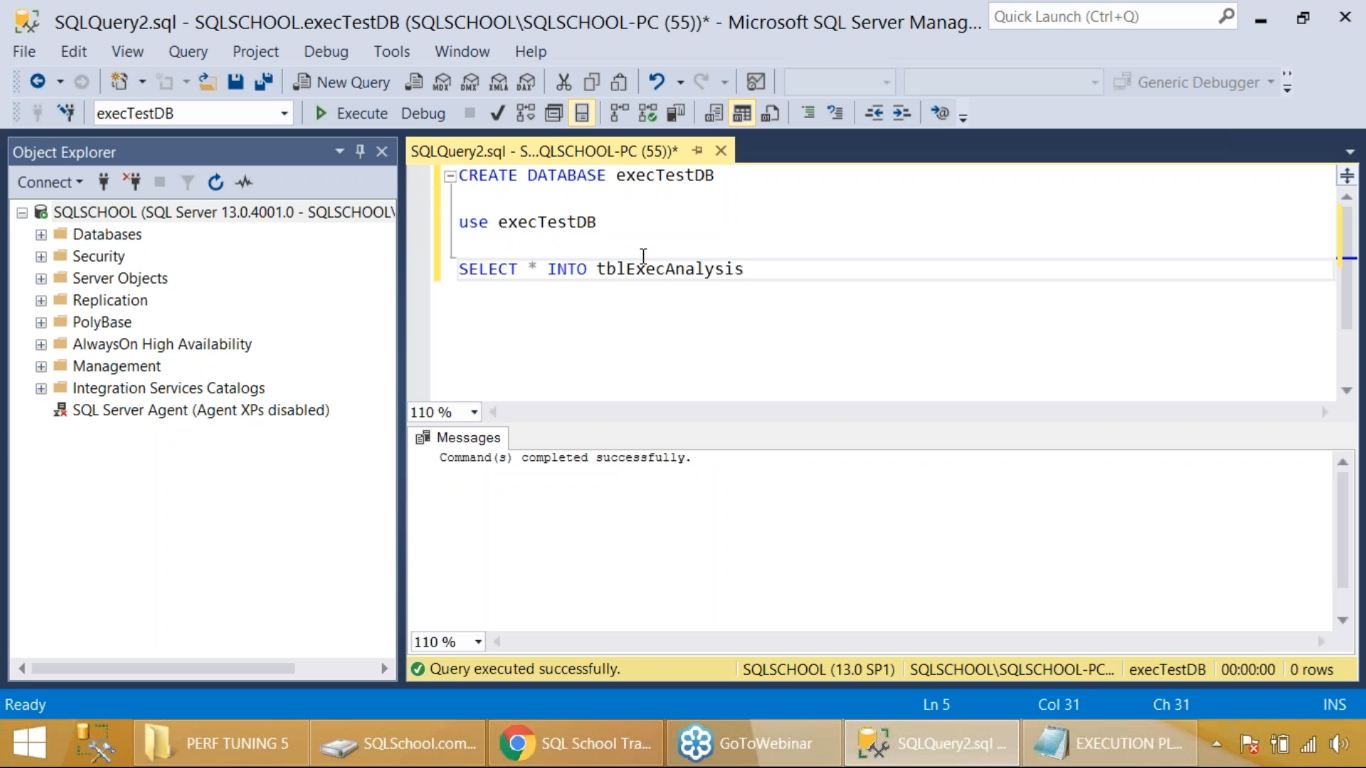 SQLQuery2.sql - SQLSCHOOL.execTestDB (SQLSCHOOL\SQLSCHOOL-PC (55))* - Microsoft SQL Server Manag...
Quick Launch (Ctrl+Q)
File Edit View Query Project Debug Tools Window Help
New Query MDX DMX XMLA DAX Generic Debugger
execTestDB Execute Debug
Object Explorer
SQLQuery2.sql - S...QLSCHOOL-PC (55))*
Connect
SQLSCHOOL (SQL Server 13.0.4001.0 - SQLSCHOOL\
Databases
Security
Server Objects
Replication
PolyBase
AlwaysOn High Availability
Management
Integration Services Catalogs
SQL Server Agent (Agent XPs disabled)
CREATE DATABASE execTestDB
use execTestDB
SELECT * INTO tblExecAnalysis
110 %
Messages
Command(s) completed successfully.
110 %
Query executed successfully. SQLSCHOOL (13.0 SP1) SQLSCHOOL\SQLSCHOOL-PC... execTestDB 00:00:00 0 rows
Ready Ln 5 Col 31 Ch 31 INS
PERF TUNING 5 SQLSchool.com... SQL School Tra... GoToWebinar SQLQuery2.sql ... EXECUTION PL...